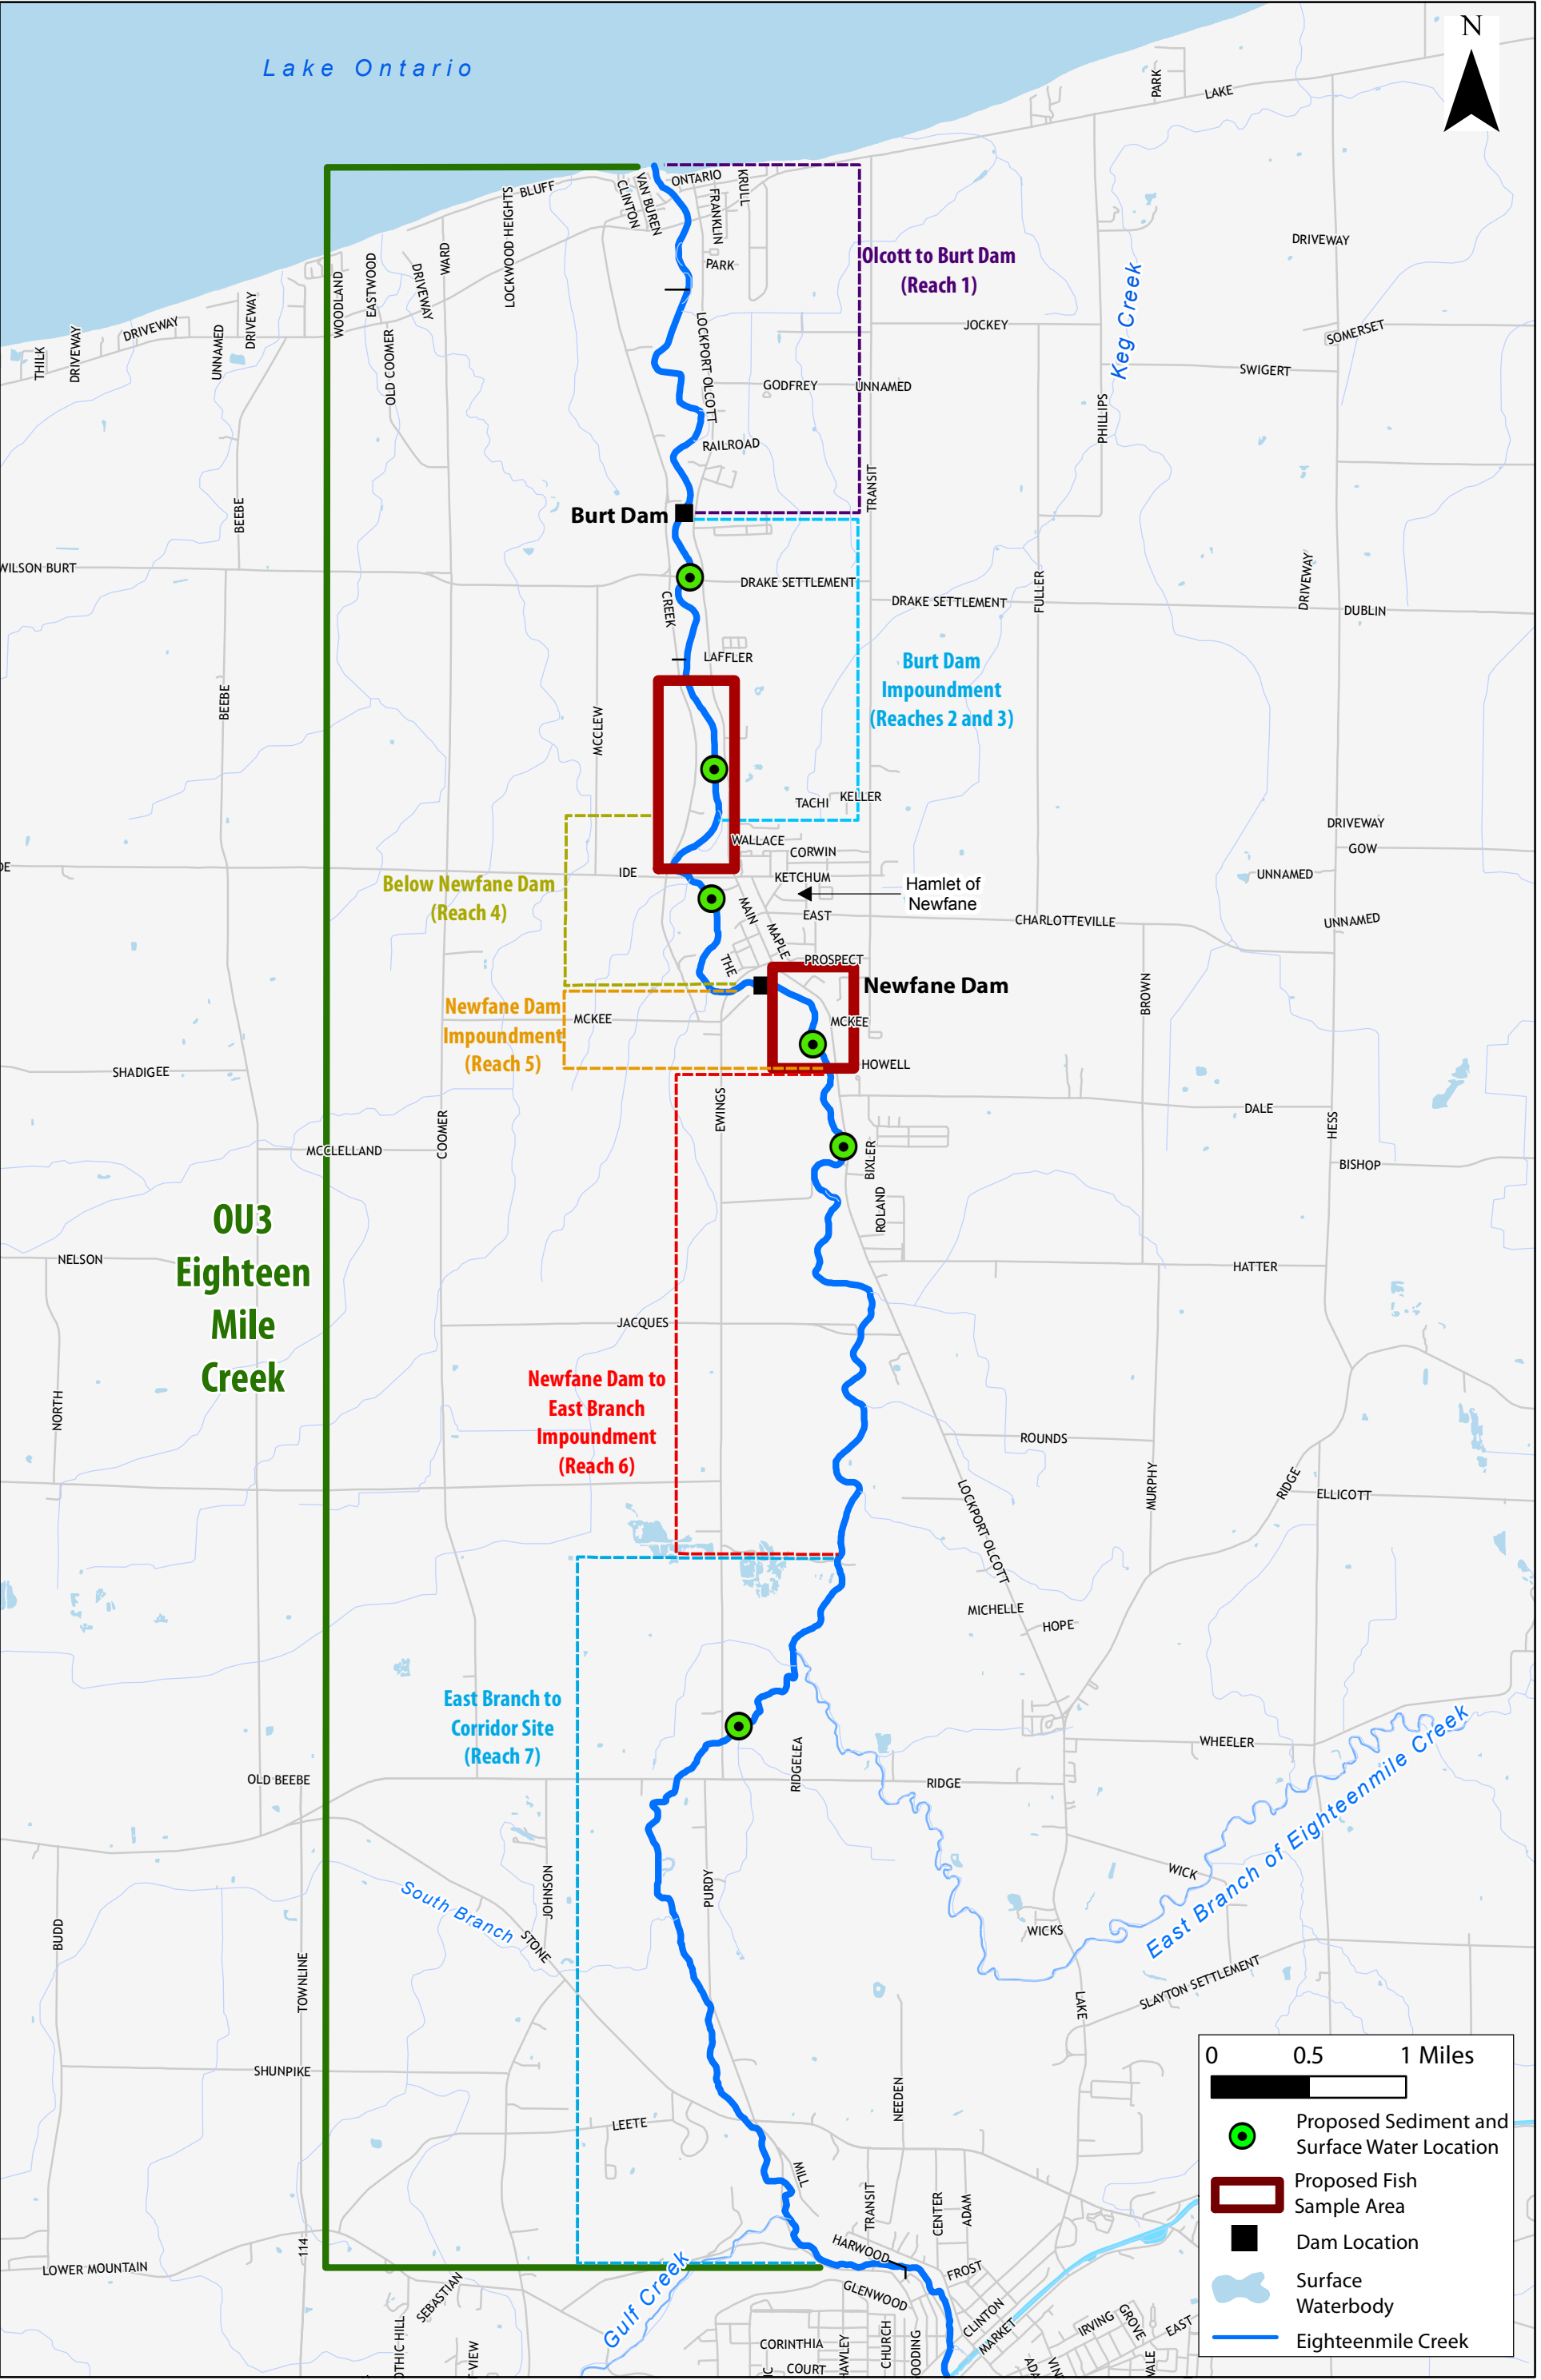 N
Lake Ontario
PARK
LAKE
ONTARIO
KRULL
BLUFF
CLINTON
VAN BUREN
FRANKLIN
LOCKWOOD HEIGHTS
WARD
PARK
EASTWOOD
DRIVEWAY
WOODLAND
DRIVEWAY
Olcott to Burt Dam
(Reach 1)
DRIVEWAY
Keg Creek
THILK
DRIVEWAY
DRIVEWAY
UNNAMED
OLD COOMER
LOCKPORT OLCOTT
JOCKEY
SOMERSET
SWIGERT
GODFREY
UNNAMED
PHILLIPS
RAILROAD
TRANSIT
BEEBE
Burt Dam
WILSON BURT
DRAKE SETTLEMENT
DRAKE SETTLEMENT
FULLER
DRIVEWAY
DUBLIN
CREEK
LAFFLER
Burt Dam
Impoundment
(Reaches 2 and 3)
BEEBE
MCCLEW
TACHI
KELLER
DRIVEWAY
WALLACE
CORWIN
GOW
IDE
KETCHUM
UNNAMED
Below Newfane Dam
(Reach 4)
Hamlet of
Newfane
MAIN
EAST
CHARLOTTEVILLE
UNNAMED
MAPLE
THE
PROSPECT
Newfane Dam
BROWN
Newfane Dam
Impoundment
(Reach 5)
MCKEE
MCKEE
HOWELL
SHADIGEE
EWINGS
DALE
HESS
COOMER
MCCLELLAND
BIXLER
BISHOP
ROLAND
OU3
Eighteen
Mile
Creek
NELSON
HATTER
JACQUES
Newfane Dam to
East Branch
Impoundment
(Reach 6)
NORTH
ROUNDS
MURPHY
RIDGE
ELLICOTT
LOCKPORT OLCOTT
MICHELLE
HOPE
East Branch to
Corridor Site
(Reach 7)
RIDGELEA
WHEELER
OLD BEEBE
RIDGE
East Branch of Eighteenmile Creek
WICK
South Branch
JOHNSON
PURDY
STONE
BUDD
WICKS
TOWNLINE
SLAYTON SETTLEMENT
LAKE
SHUNPIKE
NEEDEN
LEETE
MILL
TRANSIT
CENTER
ADAM
114
HARWOOD
LOWER MOUNTAIN
FROST
SEBASTIAN
Gulf Creek
GLENWOOD
CLINTON
MARKET
IRVING
GROVE
EAST
CORINTHIA
COURT
CHURCH
0 0.5 1 Miles
Proposed Sediment and
Surface Water Location
Proposed Fish
Sample Area
Dam Location
Surface
Waterbody
Eighteenmile Creek